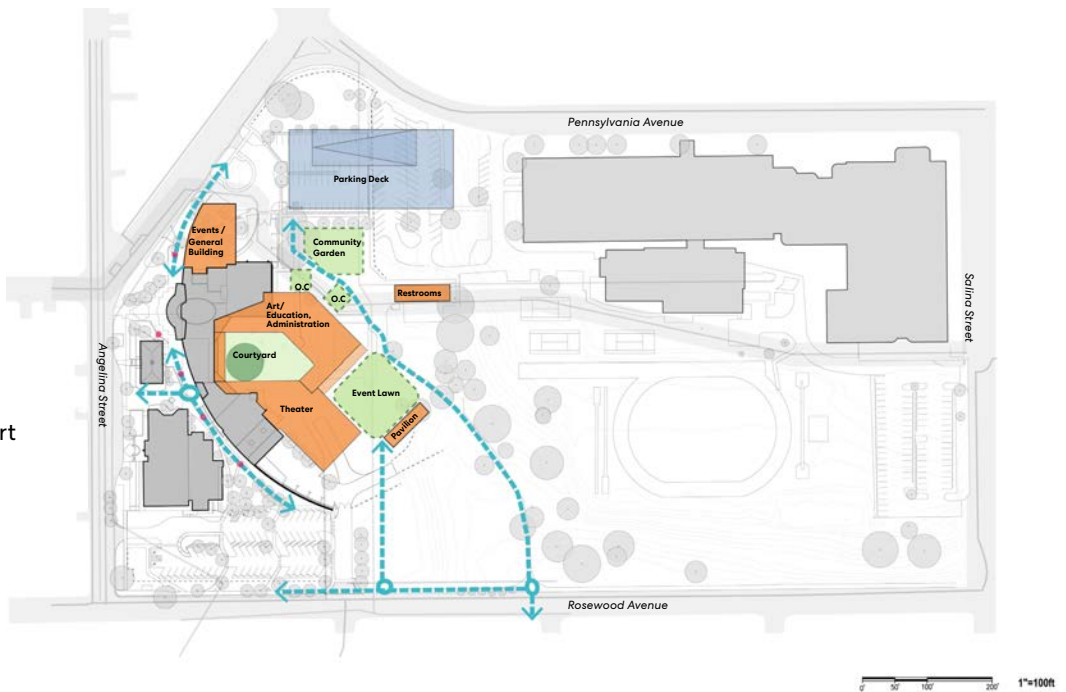 Pennsylvania Avenue
Parking Deck
Events /
General
Building
Community
Garden
O.C
O.C
Restrooms
Art/
Education,
Administration
Courtyard
Event Lawn
Theater
Pavilion
Angelina Street
Salina Street
rt
Rosewood Avenue
0'
50'
100'
200'
1"=100ft